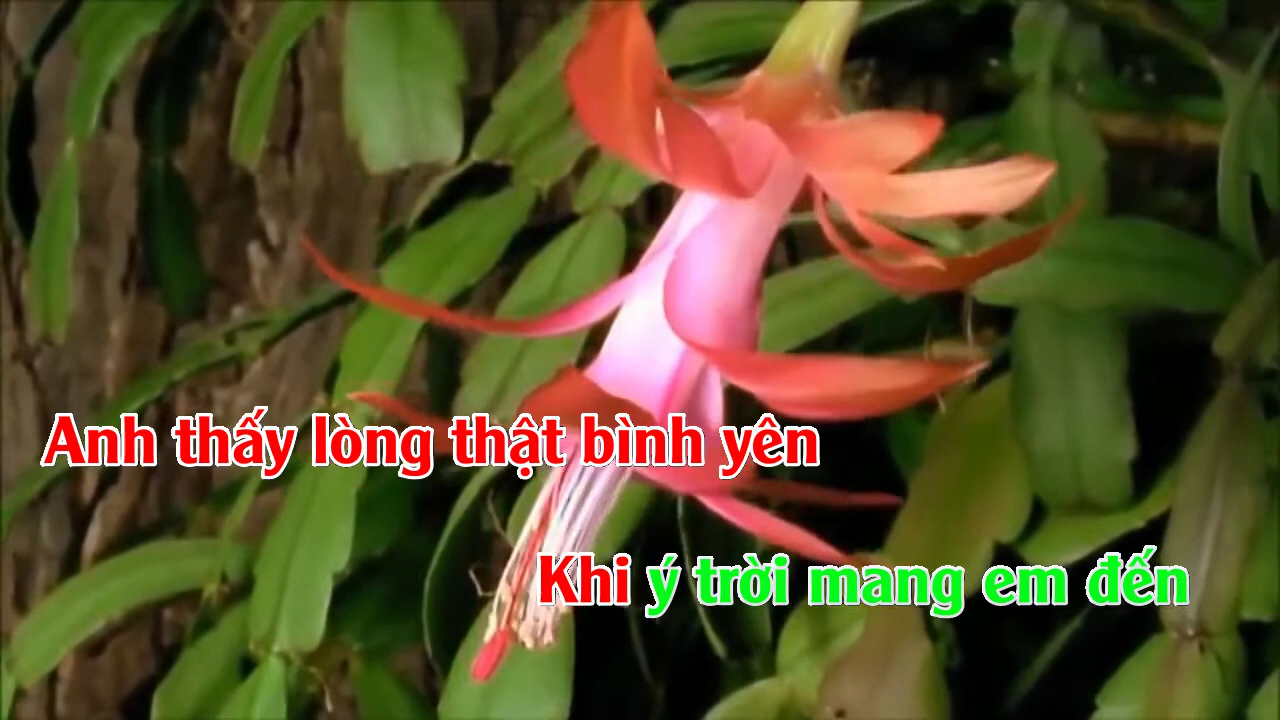 Anh thấy lòng thật bình yên
Khi ý trời mang em đến